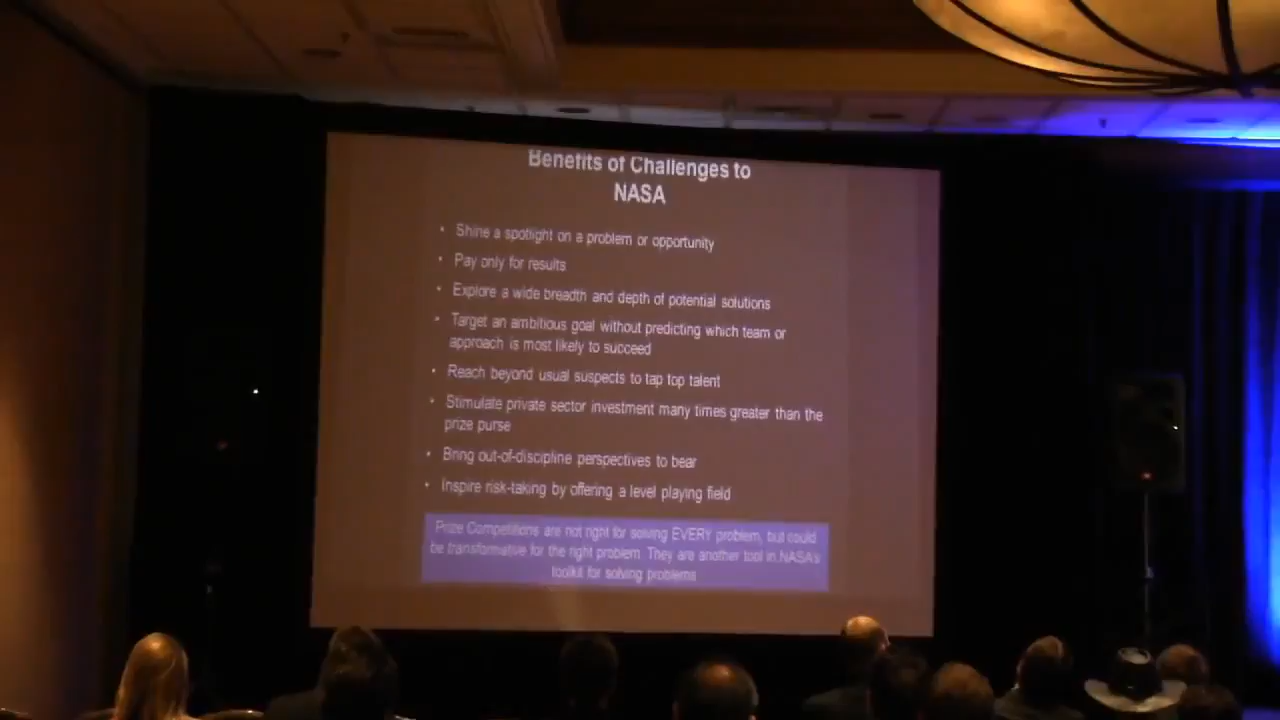 Benefits of Challenges to
NASA
• Shine a spotlight on a problem or opportunity
• Pay only for results
• Explore a wide breadth and depth of potential solutions
• Target an ambitious goal without predicting which team or
approach is most likely to succeed
• Reach beyond usual suspects to tap top talent
• Stimulate private sector investment many times greater than the
prize purse
• Bring out-of-discipline perspectives to bear
• Inspire risk-taking by offering a level playing field
Prize Competitions are not right for solving EVERY problem, but could
be transformative for the right problem. They are another tool in NASA's
toolkit for solving problems